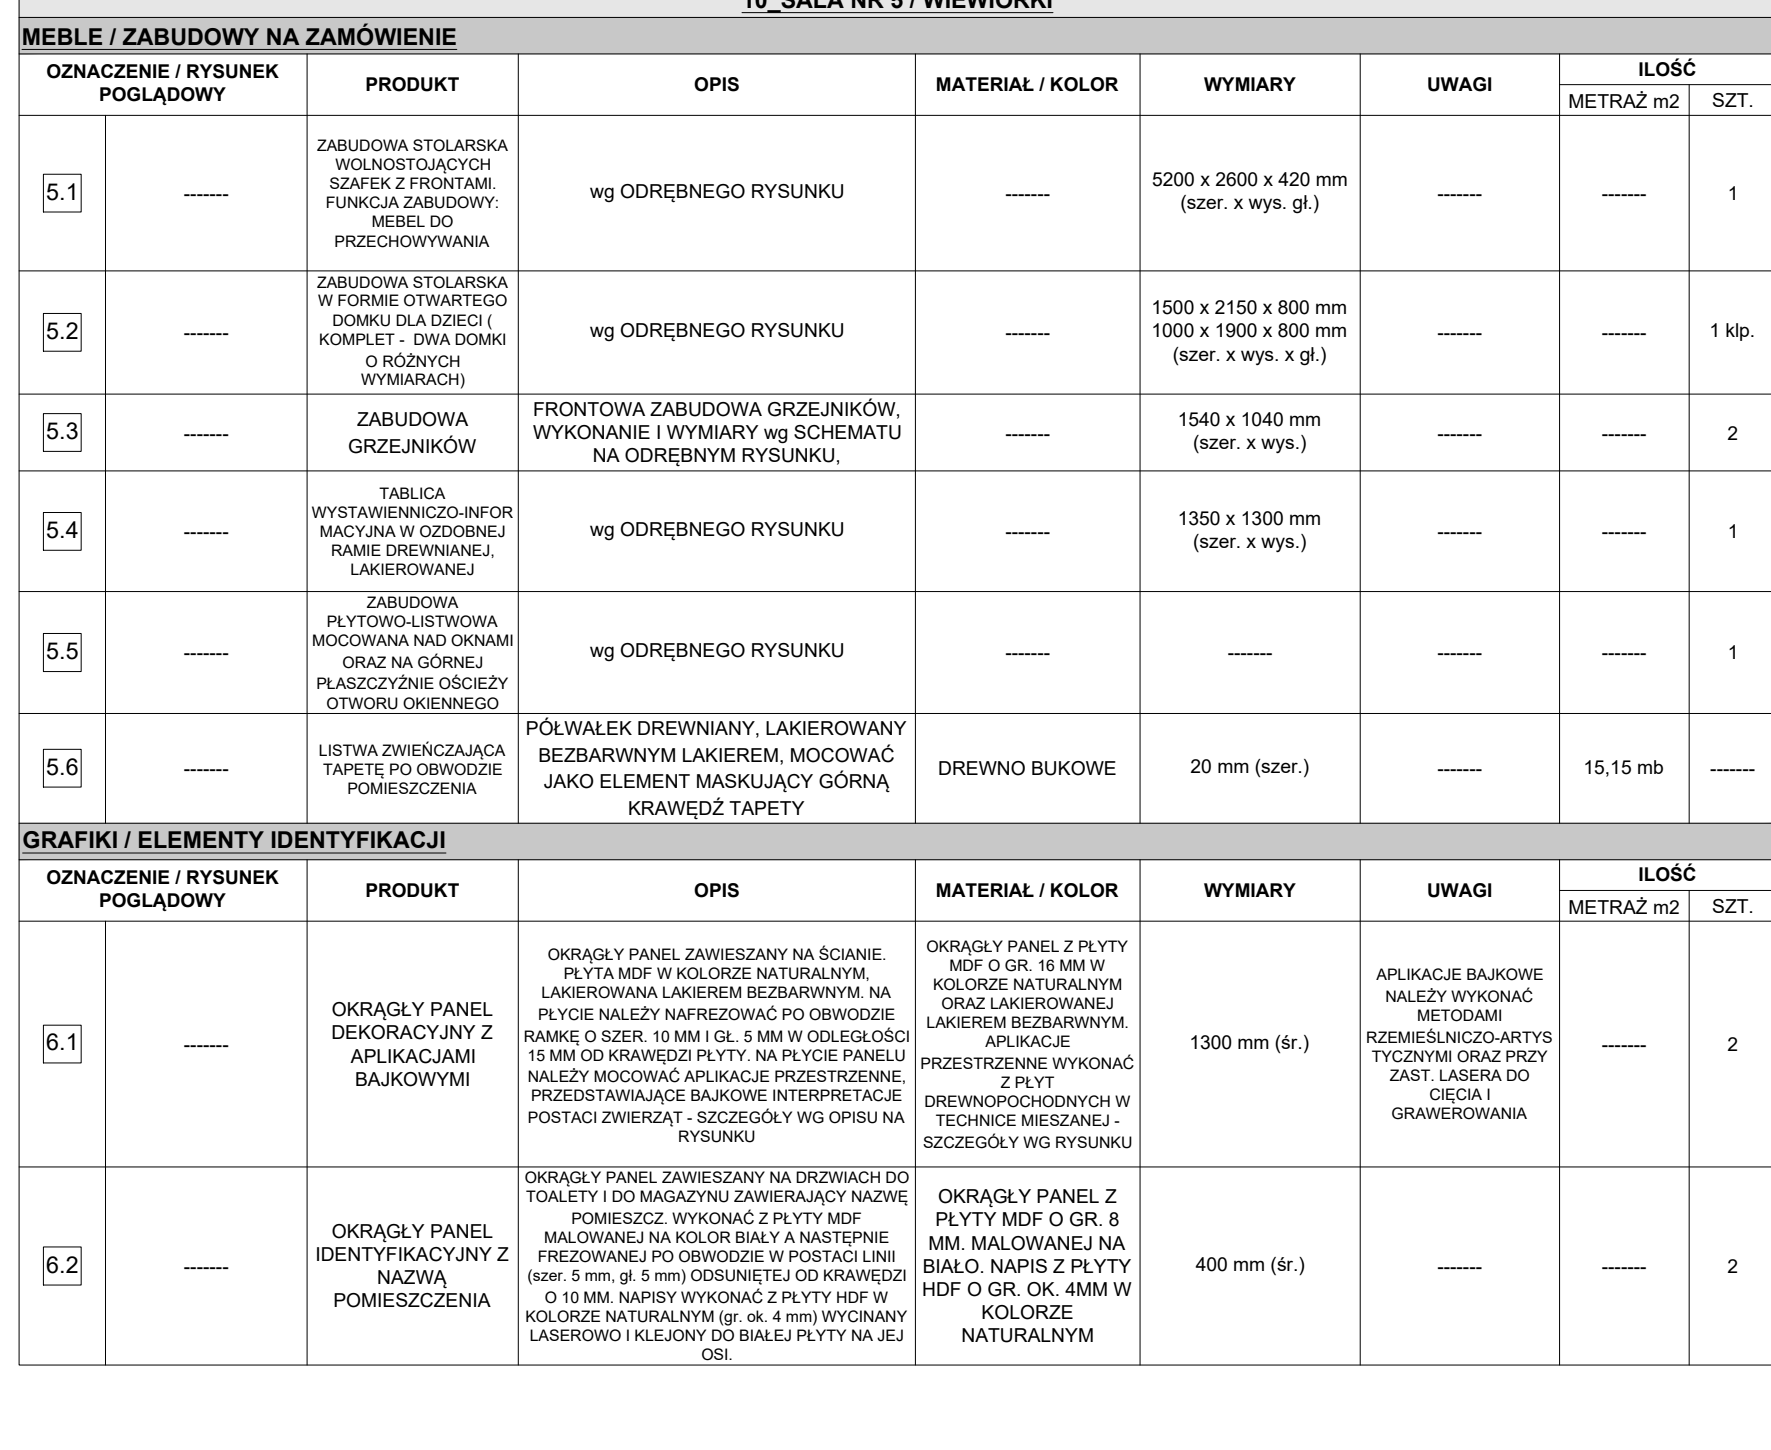 10_SALA NR 5 / WIEWIÓRKI
MEBLE / ZABUDOWY NA ZAMÓWIENIE
OZNACZENIE / RYSUNEK
POGLĄDOWY
PRODUKT
OPIS
MATERIAŁ / KOLOR
WYMIARY
UWAGI
ILOŚĆ
METRAŻ m2
SZT.
5.1
-------
ZABUDOWA STOLARSKA
WOLNOSTOJĄCYCH
SZAFEK Z FRONTAMI.
FUNKCJA ZABUDOWY:
MEBEL DO
PRZECHOWYWANIA
wg ODRĘBNEGO RYSUNKU
-------
5200 x 2600 x 420 mm
(szer. x wys. gł.)
-------
-------
1
5.2
-------
ZABUDOWA STOLARSKA
W FORMIE OTWARTEGO
DOMKU DLA DZIECI (
KOMPLET - DWA DOMKI
O RÓŻNYCH
WYMIARACH)
wg ODRĘBNEGO RYSUNKU
-------
1500 x 2150 x 800 mm
1000 x 1900 x 800 mm
(szer. x wys. x gł.)
-------
-------
1 klp.
5.3
-------
ZABUDOWA
GRZEJNIKÓW
FRONTOWA ZABUDOWA GRZEJNIKÓW,
WYKONANIE I WYMIARY wg SCHEMATU
NA ODRĘBNYM RYSUNKU,
-------
1540 x 1040 mm
(szer. x wys.)
-------
-------
2
5.4
-------
TABLICA
WYSTAWIENNICZO-INFOR
MACYJNA W OZDOBNEJ
RAMIE DREWNIANEJ,
LAKIEROWANEJ
wg ODRĘBNEGO RYSUNKU
-------
1350 x 1300 mm
(szer. x wys.)
-------
-------
1
5.5
-------
ZABUDOWA
PŁYTOWO-LISTWOWA
MOCOWANA NAD OKNAMI
ORAZ NA GÓRNEJ
PŁASZCZYŹNIE OŚCIEŻY
OTWORU OKIENNEGO
wg ODRĘBNEGO RYSUNKU
-------
-------
-------
-------
1
5.6
-------
LISTWA ZWIEŃCZAJĄCA
TAPETĘ PO OBWODZIE
POMIESZCZENIA
PÓŁWAŁEK DREWNIANY, LAKIEROWANY
BEZBARWNYM LAKIEREM, MOCOWAĆ
JAKO ELEMENT MASKUJĄCY GÓRNĄ
KRAWĘDŹ TAPETY
DREWNO BUKOWE
20 mm (szer.)
-------
15,15 mb
-------
GRAFIKI / ELEMENTY IDENTYFIKACJI
OZNACZENIE / RYSUNEK
POGLĄDOWY
PRODUKT
OPIS
MATERIAŁ / KOLOR
WYMIARY
UWAGI
ILOŚĆ
METRAŻ m2
SZT.
6.1
-------
OKRĄGŁY PANEL
DEKORACYJNY Z
APLIKACJAMI
BAJKOWYMI
OKRĄGŁY PANEL ZAWIESZANY NA ŚCIANIE.
PŁYTA MDF W KOLORZE NATURALNYM,
LAKIEROWANA LAKIEREM BEZBARWNYM. NA
PŁYCIE NALEŻY NAFREZOWAĆ PO OBWODZIE
RAMKĘ O SZER. 10 MM I GŁ. 5 MM W ODLEGŁOŚCI
15 MM OD KRAWĘDZI PŁYTY. NA PŁYCIE PANELU
NALEŻY MOCOWAĆ APLIKACJE PRZESTRZENNE,
PRZEDSTAWIAJĄCE BAJKOWE INTERPRETACJE
POSTACI ZWIERZĄT - SZCZEGÓŁY WG OPISU NA
RYSUNKU
OKRĄGŁY PANEL Z PŁYTY
MDF O GR. 16 MM W
KOLORZE NATURALNYM
ORAZ LAKIEROWANEJ
LAKIEREM BEZBARWNYM.
APLIKACJE
PRZESTRZENNE WYKONAĆ
Z PŁYT
DREWNOPOCHODNYCH W
TECHNICE MIESZANEJ -
SZCZEGÓŁY WG RYSUNKU
1300 mm (śr.)
APLIKACJE BAJKOWE
NALEŻY WYKONAĆ
METODAMI
RZEMIEŚLNICZO-ARTYS
TYCZNYMI ORAZ PRZY
ZAST. LASERA DO
CIĘCIA I
GRAWEROWANIA
-------
2
6.2
-------
OKRĄGŁY PANEL
IDENTYFIKACYJNY Z
NAZWĄ
POMIESZCZENIA
OKRĄGŁY PANEL ZAWIESZANY NA DRZWIACH DO
TOALETY I DO MAGAZYNU ZAWIERAJĄCY NAZWĘ
POMIESZCZ. WYKONAĆ Z PŁYTY MDF
MALOWANEJ NA KOLOR BIAŁY A NASTĘPNIE
FREZOWANEJ PO OBWODZIE W POSTACI LINII
(szer. 5 mm, gł. 5 mm) ODSUNIĘTEJ OD KRAWĘDZI
O 10 MM. NAPISY WYKONAĆ Z PŁYTY HDF W
KOLORZE NATURALNYM (gr. ok. 4 mm) WYCINANY
LASEROWO I KLEJONY DO BIAŁEJ PŁYTY NA JEJ
OSI.
OKRĄGŁY PANEL Z
PŁYTY MDF O GR. 8
MM. MALOWANEJ NA
BIAŁO. NAPIS Z PŁYTY
HDF O GR. OK. 4MM W
KOLORZE
NATURALNYM
400 mm (śr.)
-------
-------
2